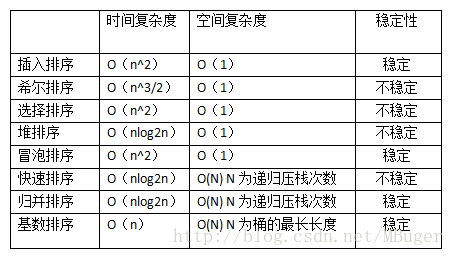 时间复杂度 空间复杂度 稳定性
插入排序 O（n^2） O（1） 稳定
希尔排序 O（n^3/2） O（1） 不稳定
选择排序 O（n^2） O（1） 不稳定
堆排序 O（nlog2n） O（1） 不稳定
冒泡排序 O（n^2） O（1） 稳定
快速排序 O（nlog2n） O(N) N 为递归压栈次数 不稳定
归并排序 O（nlog2n） O(N) N 为递归压栈次数 稳定
基数排序 O（n） O(N) N 为桶的最长长度 稳定
http://blog.csdn.net/MBuger